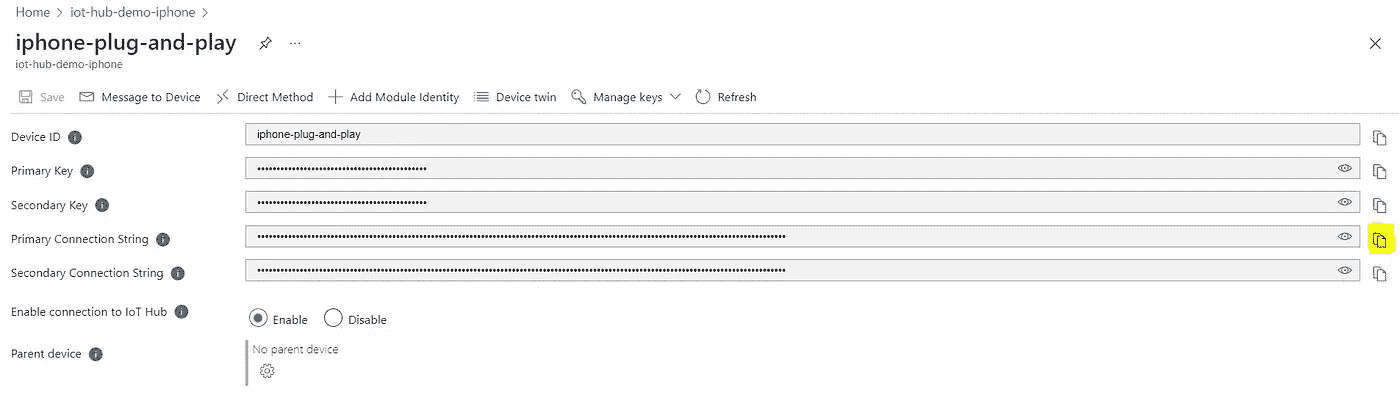 Home > iot-hub-demo-iphone >
iphone-plug-and-play ...
iot-hub-demo-iphone
Save Message to Device Direct Method Add Module Identity Device twin Manage keys Refresh
Device ID iphone-plug-and-play
Primary Key ••••••••••••••••••••••••••••••••••••••••••••
Secondary Key ••••••••••••••••••••••••••••••••••••••••••••
Primary Connection String
Secondary Connection String
Enable connection to IoT Hub Enable Disable
Parent device No parent device